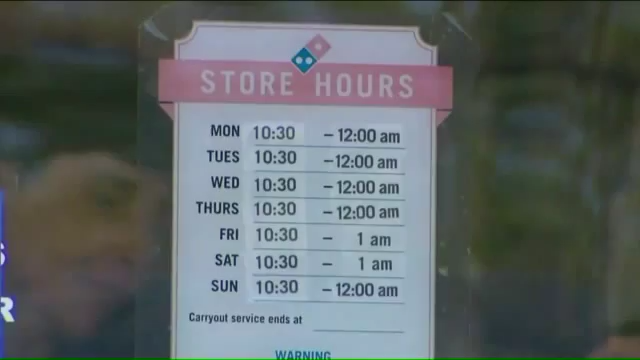 STORE HOURS
MON 10:30 – 12:00 am
TUES 10:30 – 12:00 am
WED 10:30 – 12:00 am
THURS 10:30 – 12:00 am
FRI 10:30 – 1 am
SAT 10:30 – 1 am
SUN 10:30 – 12:00 am
Carryout service ends at
WARNING
R